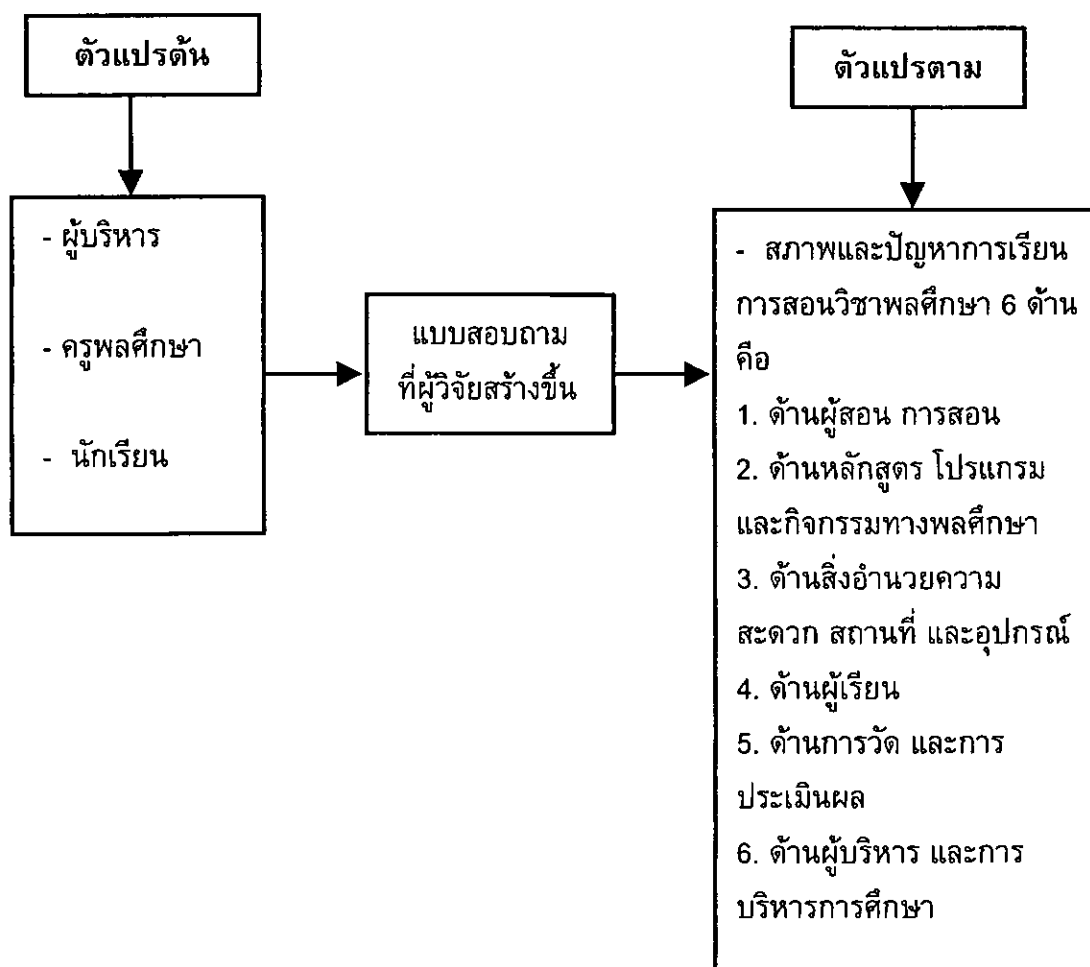 ตัวแปรต้น
- ผู้บริหาร
- ครูพลศึกษา
- นักเรียน
แบบสอบถาม
ที่ผู้วิจัยสร้างขึ้น
ตัวแปรตาม
- สภาพและปัญหาการเรียน
การสอนวิชาพลศึกษา 6 ด้าน
คือ
1. ด้านผู้สอน การสอน
2. ด้านหลักสูตร โปรแกรม
และกิจกรรมทางพลศึกษา
3. ด้านสิ่งอำนวยความ
สะดวก สถานที่ และอุปกรณ์
4. ด้านผู้เรียน
5. ด้านการวัด และการ
ประเมินผล
6. ด้านผู้บริหาร และการ
บริหารการศึกษา